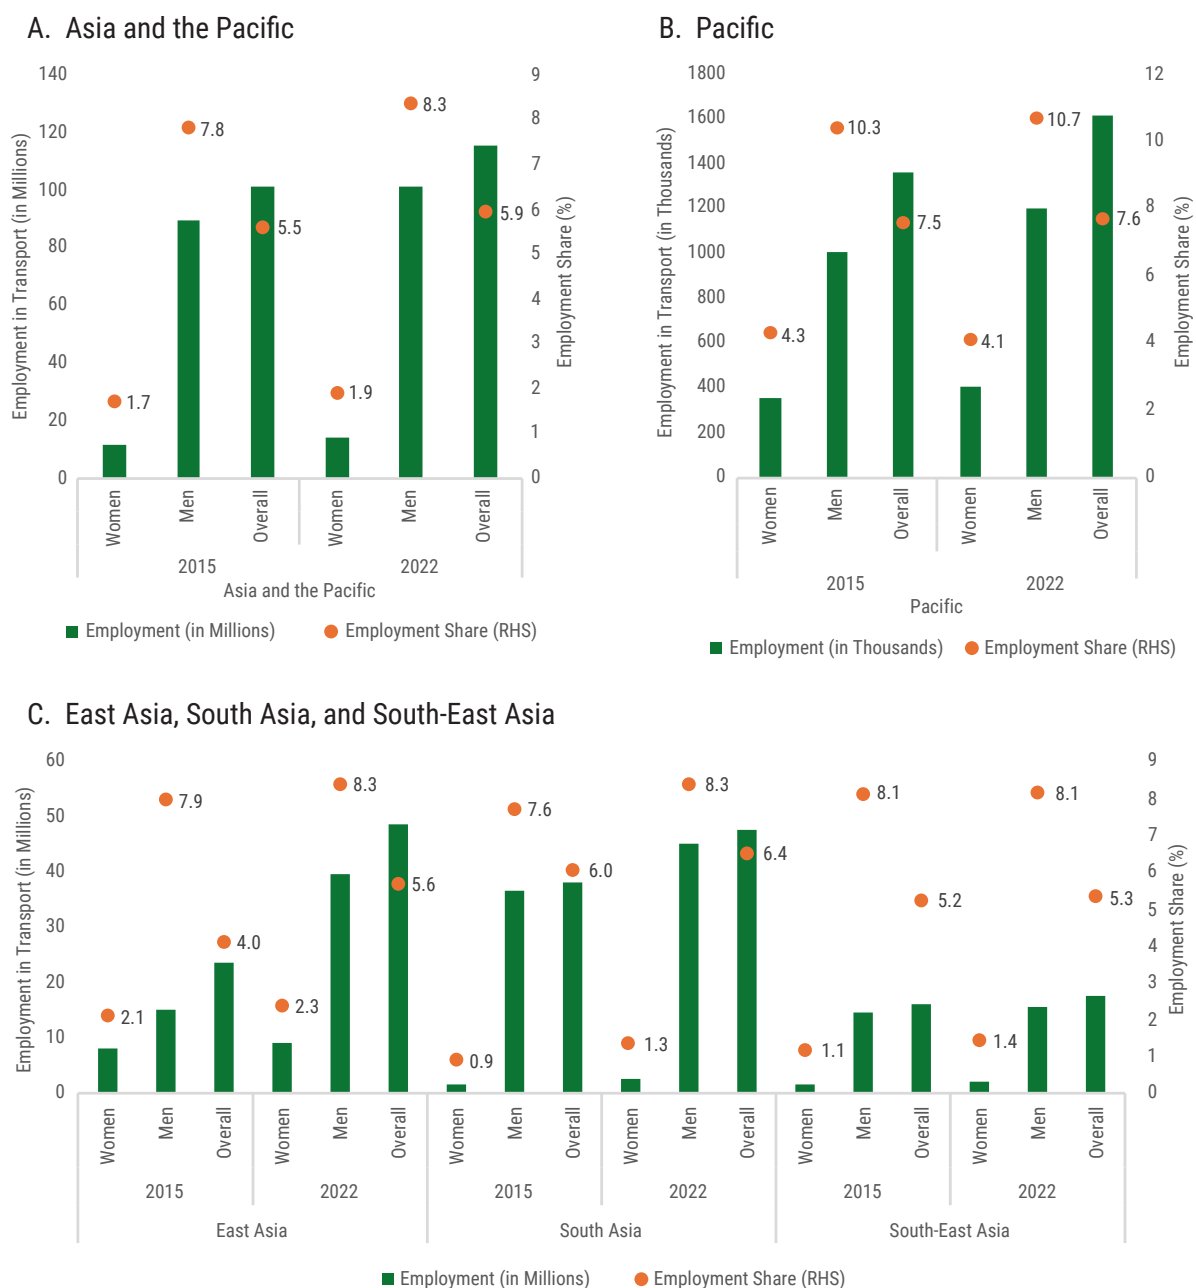 A. Asia and the Pacific
Employment in Transport (in Millions)
140
120
100
80
60
40
20
0
9
8
7
6
5
4
3
2
1
0
Employment Share (%)
1.7
7.8
5.5
1.9
8.3
5.9
Women
Men
Overall
Women
Men
Overall
2015
2022
Asia and the Pacific
Employment (in Millions)
Employment Share (RHS)
B. Pacific
Employment in Transport (in Thousands)
1800
1600
1400
1200
1000
800
600
400
200
0
12
10
8
6
4
2
0
Employment Share (%)
4.3
10.3
7.5
4.1
10.7
7.6
Women
Men
Overall
Women
Men
Overall
2015
2022
Pacific
Employment (in Thousands)
Employment Share (RHS)
C. East Asia, South Asia, and South-East Asia
Employment in Transport (in Millions)
60
50
40
30
20
10
0
9
8
7
6
5
4
3
2
1
0
Employment Share (%)
2.1
7.9
4.0
2.3
8.3
5.6
0.9
7.6
6.0
1.3
8.3
6.4
1.1
8.1
5.2
1.4
8.1
5.3
Women
Men
Overall
Women
Men
Overall
Women
Men
Overall
Women
Men
Overall
Women
Men
Overall
Women
Men
Overall
2015
2022
2015
2022
2015
2022
East Asia
South Asia
South-East Asia
Employment (in Millions)
Employment Share (RHS)